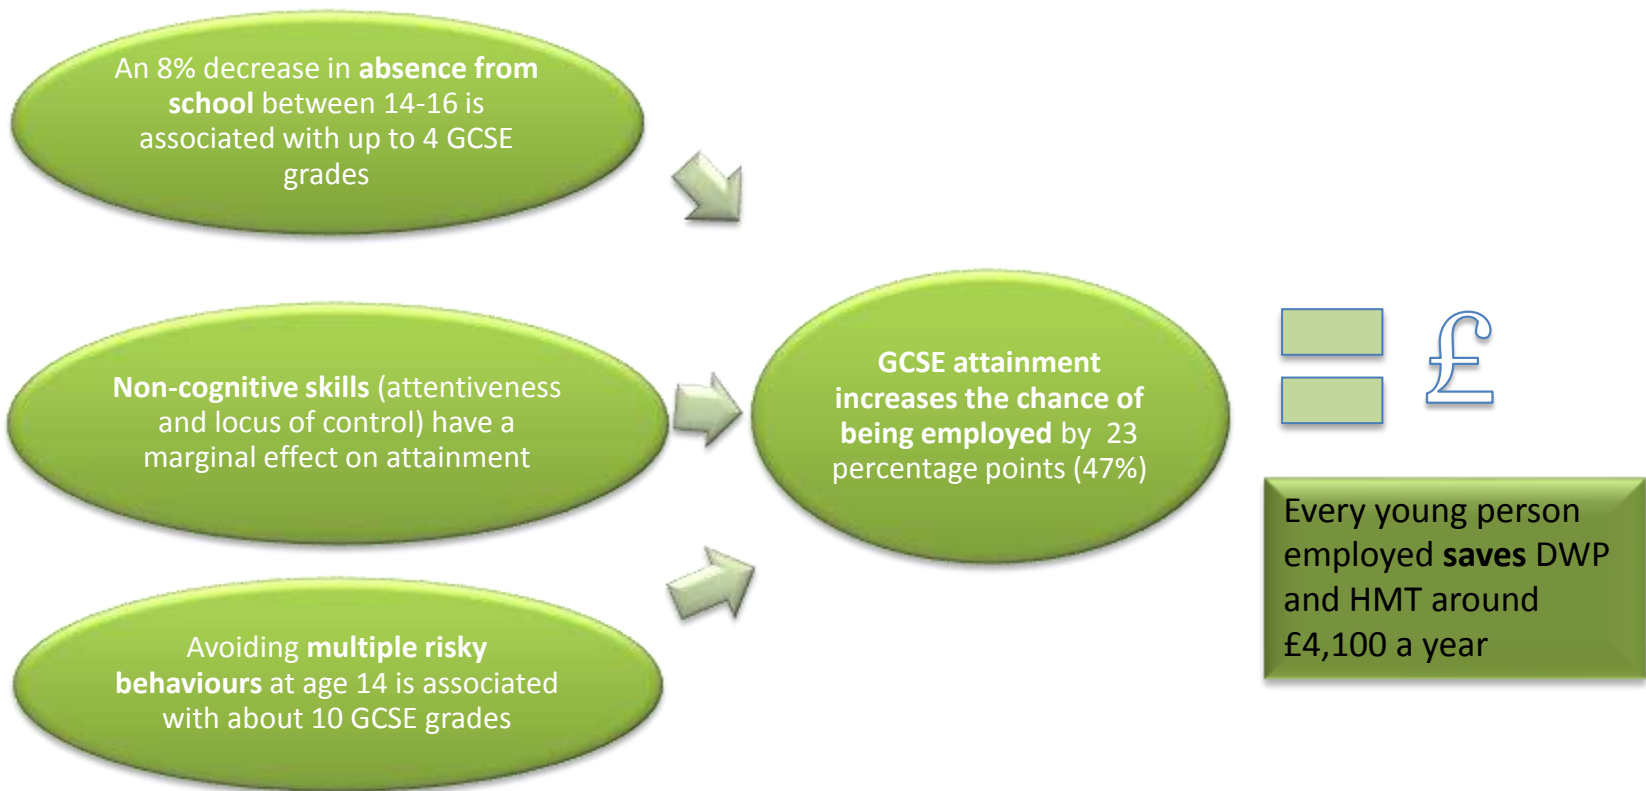 An 8% decrease in absence from
school between 14-16 is
associated with up to 4 GCSE
grades
Non-cognitive skills (attentiveness
and locus of control) have a
marginal effect on attainment
Avoiding multiple risky
behaviours at age 14 is associated
with about 10 GCSE grades
GCSE attainment
increases the chance of
being employed by 23
percentage points (47%)
£
Every young person
employed saves DWP
and HMT around
£4,100 a year